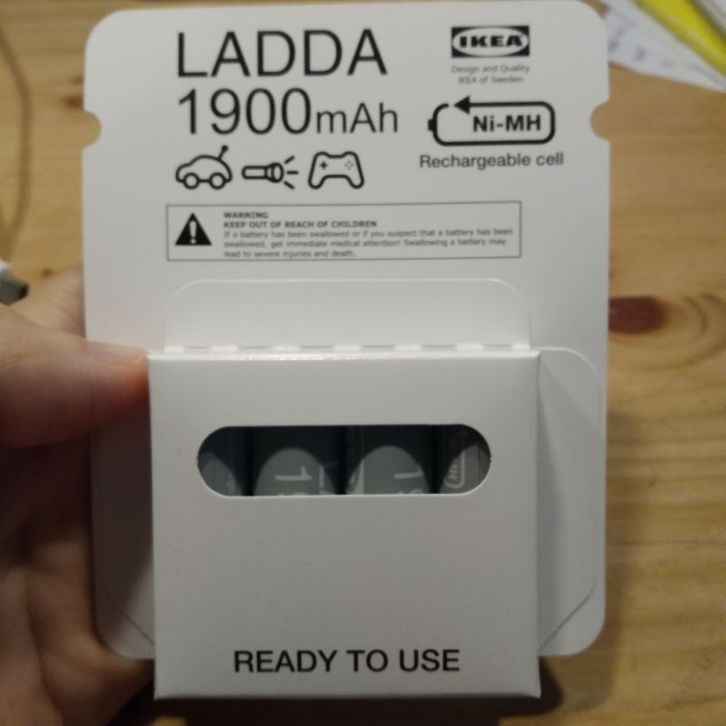 LADDA
1900mAh
IKEA
Design and Quality
IKEA of Sweden
Ni-MH
Rechargeable cell
WARNING
KEEP OUT OF REACH OF CHILDREN
If a battery has been swallowed or if you suspect that a battery has been
swallowed, get immediate medical attention! Swallowing a battery may
lead to severe injuries and death.
READY TO USE